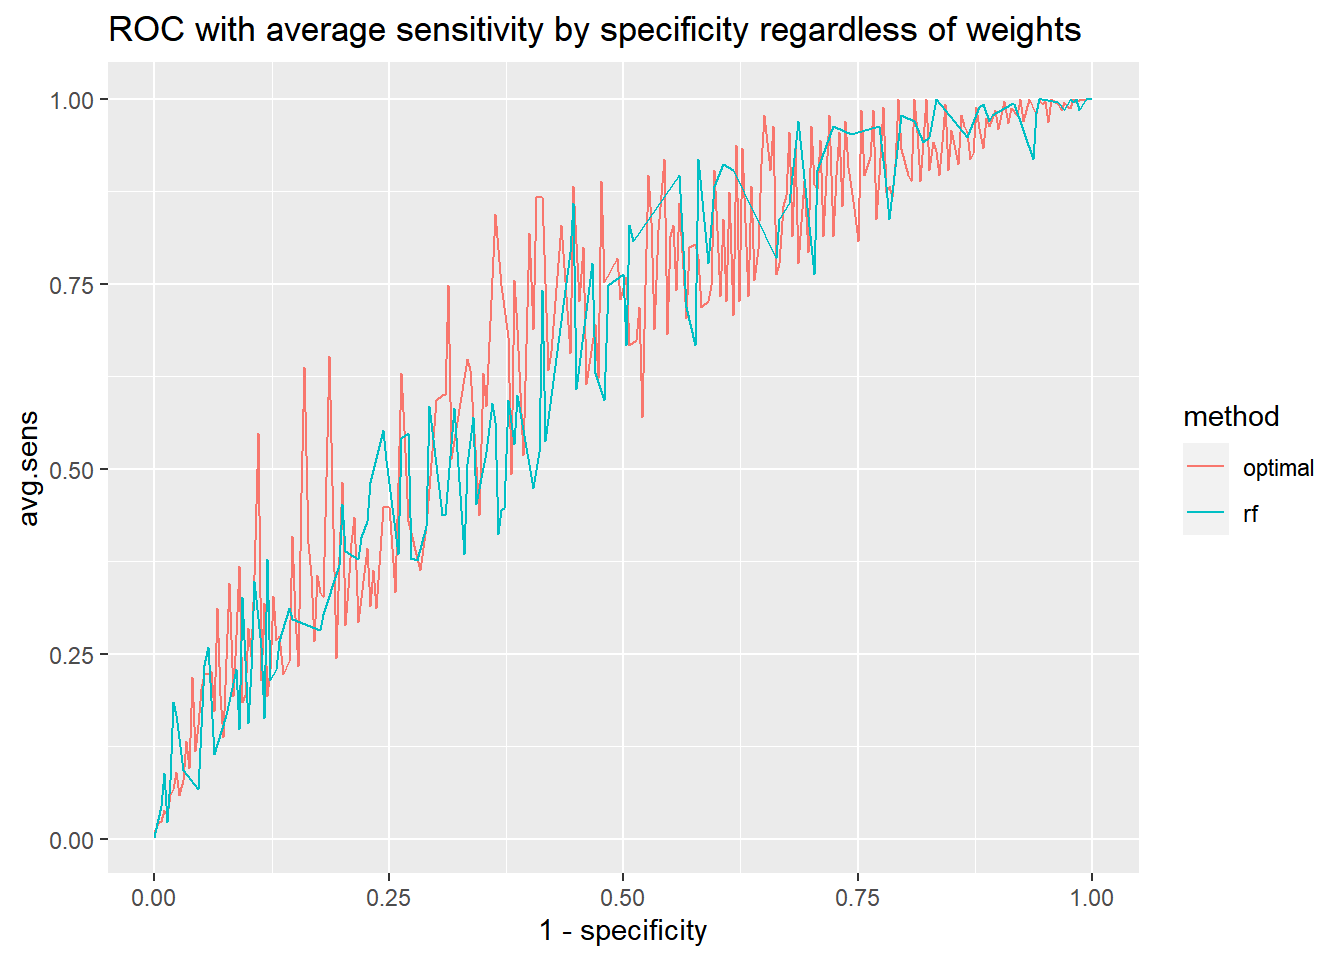 ROC with average sensitivity by specificity regardless of weights
1.00
0.75
0.50
0.25
0.00
avg.sens
0.00 0.25 0.50 0.75 1.00
1 - specificity
method
optimal
rf